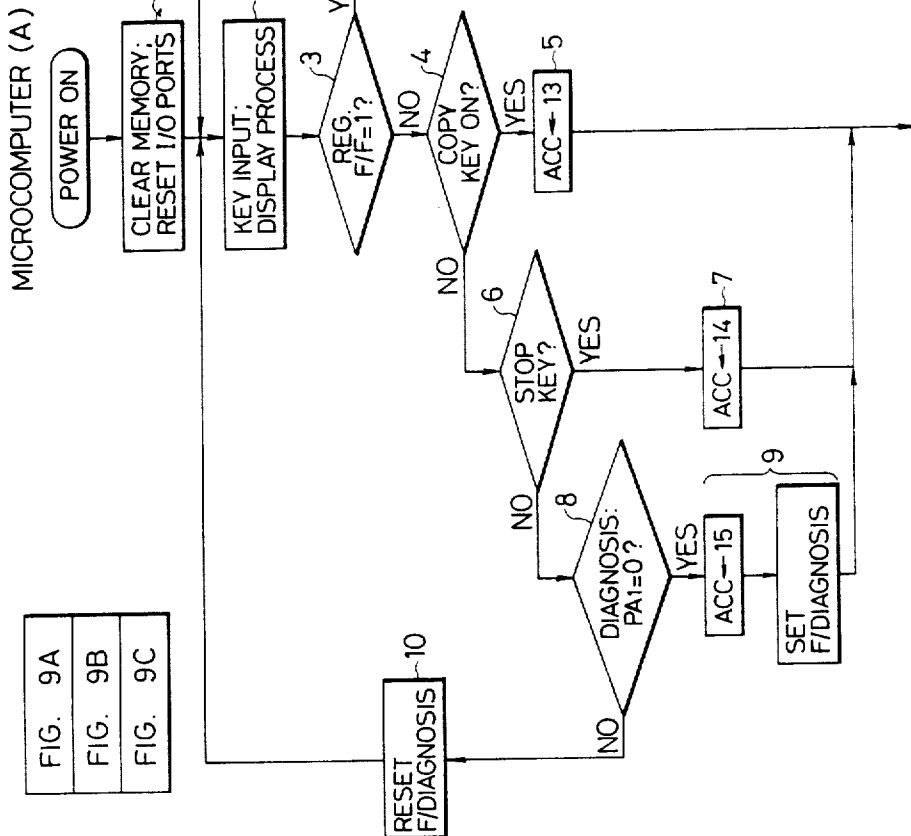 MICROCOMPUTER (A)
POWER ON
CLEAR MEMORY;
RESET I/O PORTS
KEY INPUT;
DISPLAY PROCESS
3
REG.
F/F=1?
Y
NO
4
COPY
KEY ON?
YES
5
ACC←13
NO
6
STOP
KEY?
YES
7
ACC←14
NO
8
DIAGNOSIS:
PA1=0?
YES
9
ACC←15
SET
F/DIAGNOSIS
NO
10
RESET
F/DIAGNOSIS
FIG. 9A
FIG. 9B
FIG. 9C